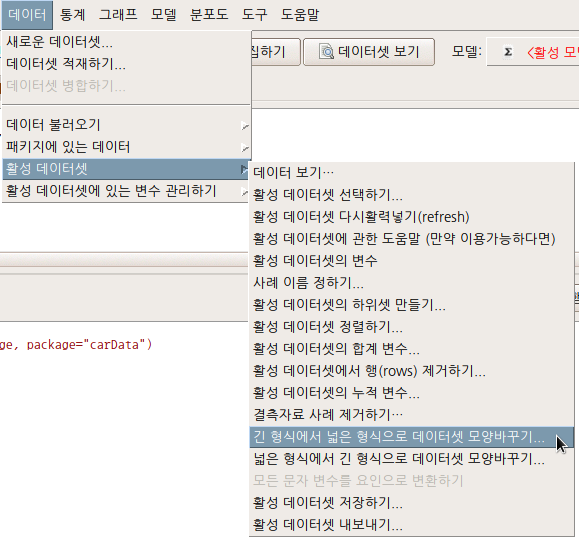 데이터 통계 그래프 모델 분포도 도구 도움말
새로운 데이터셋...
데이터셋 적재하기...
데이터셋 병합하기...
집하기 데이터셋 보기 모델: Σ <활성 모
데이터 불러오기
패키지에 있는 데이터
활성 데이터셋
활성 데이터셋에 있는 변수 관리하기
데이터 보기…
활성 데이터셋 선택하기...
활성 데이터셋 다시활력넣기(refresh)
활성 데이터셋에 관한 도움말 (만약 이용가능하다면)
활성 데이터셋의 변수
사례 이름 정하기...
활성 데이터셋의 하위셋 만들기...
활성 데이터셋 정렬하기...
활성 데이터셋의 합계 변수...
활성 데이터셋에서 행(rows) 제거하기...
활성 데이터셋의 누적 변수...
결측자료 사례 제거하기…
긴 형식에서 넓은 형식으로 데이터셋 모양바꾸기...
넓은 형식에서 긴 형식으로 데이터셋 모양바꾸기...
모든 문자 변수를 요인으로 변환하기
활성 데이터셋 저장하기...
활성 데이터셋 내보내기...
ge, package="carData")